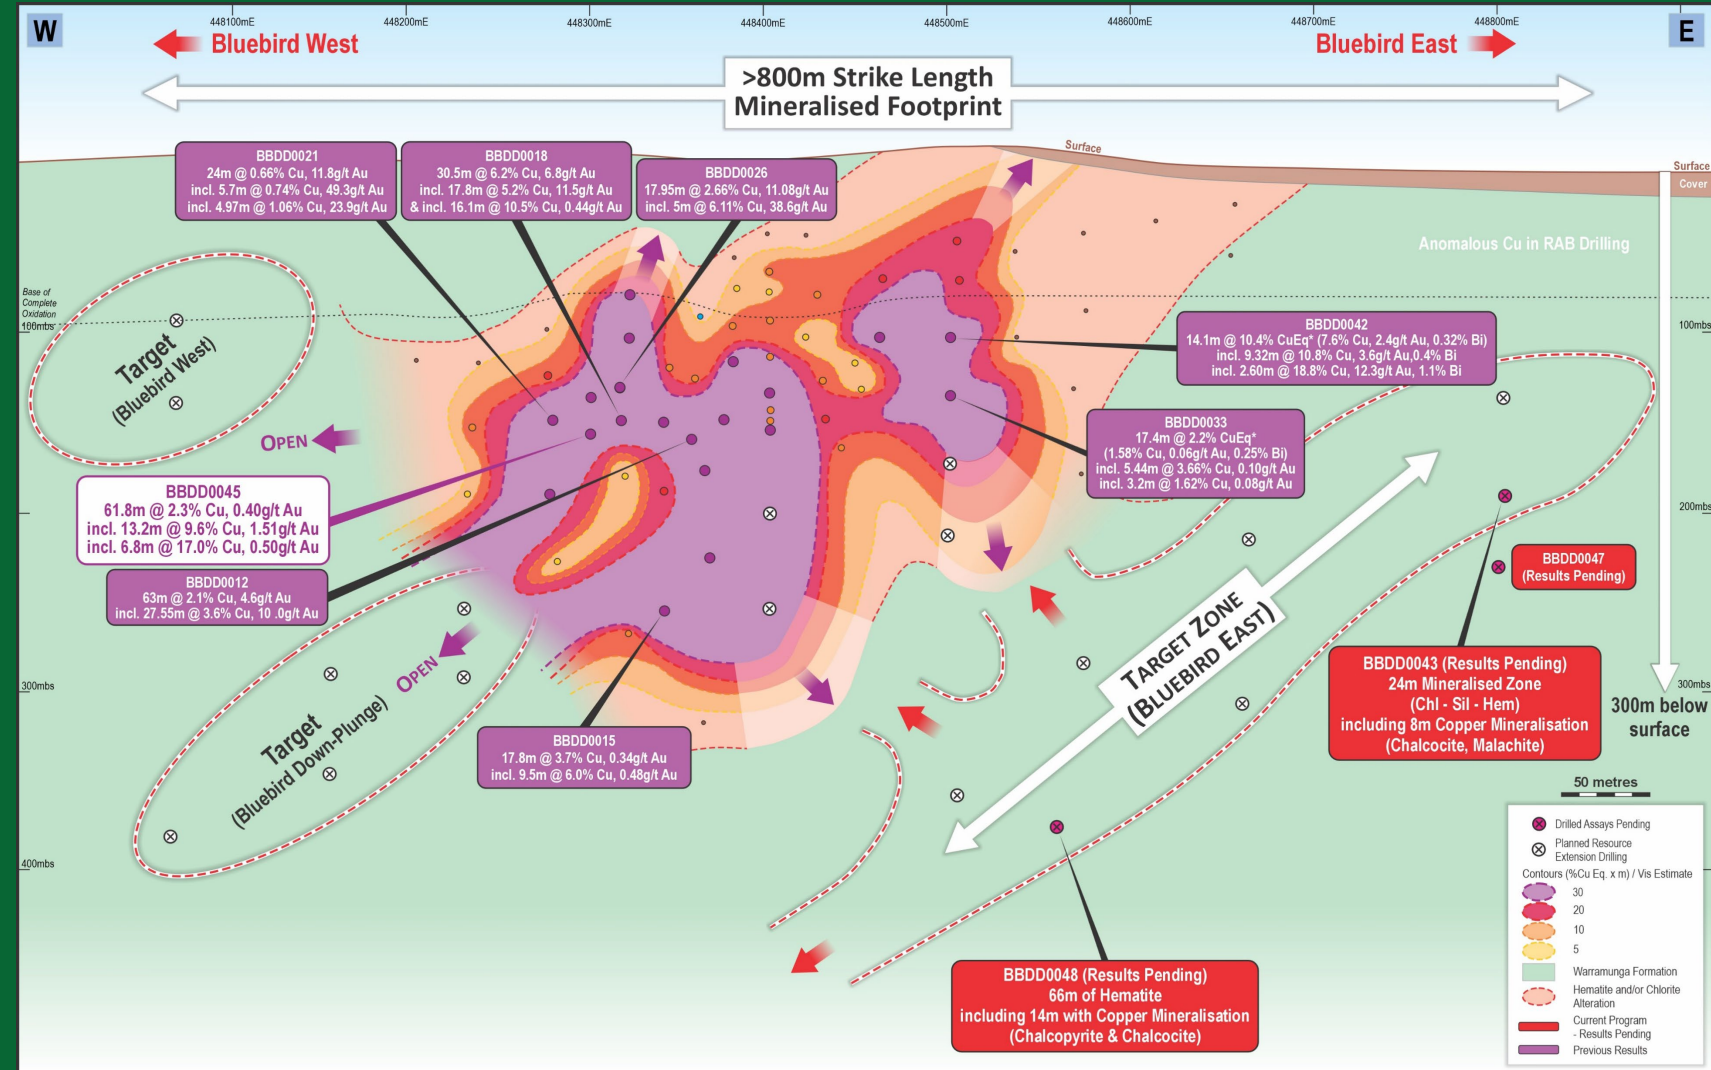 448100mE
448200mE
448300mE
448400mE
448500mE
448600mE
448700mE
448800mE
W
E
Bluebird West
Bluebird East
>800m Strike Length
Mineralised Footprint
Surface
Surface
Cover
BBDD0021
24m @ 0.66% Cu, 11.8g/t Au
incl. 5.7m @ 0.74% Cu, 49.3g/t Au
incl. 4.97m @ 1.06% Cu, 23.9g/t Au
BBDD0018
30.5m @ 6.2% Cu, 6.8g/t Au
incl. 17.8m @ 5.2% Cu, 11.5g/t Au
& incl. 16.1m @ 10.5% Cu, 0.44g/t Au
BBDD0026
17.95m @ 2.66% Cu, 11.08g/t Au
incl. 5m @ 6.11% Cu, 38.6g/t Au
Anomalous Cu in RAB Drilling
Base of
Complete
Oxidation
100mbs
100mbs
Target
(Bluebird West)
BBDD0042
14.1m @ 10.4% CuEq* (7.6% Cu, 2.4g/t Au, 0.32% Bi)
incl. 9.32m @ 10.8% Cu, 3.6g/t Au,0.4% Bi
incl. 2.60m @ 18.8% Cu, 12.3g/t Au, 1.1% Bi
OPEN
BBDD0033
17.4m @ 2.2% CuEq*
(1.58% Cu, 0.06g/t Au, 0.25% Bi)
incl. 5.44m @ 3.66% Cu, 0.10g/t Au
incl. 3.2m @ 1.62% Cu, 0.08g/t Au
BBDD0045
61.8m @ 2.3% Cu, 0.40g/t Au
incl. 13.2m @ 9.6% Cu, 1.51g/t Au
incl. 6.8m @ 17.0% Cu, 0.50g/t Au
200mbs
BBDD0047
(Results Pending)
BBDD0012
63m @ 2.1% Cu, 4.6g/t Au
incl. 27.55m @ 3.6% Cu, 10 .0g/t Au
OPEN
TARGET ZONE
(BLUEBIRD EAST)
BBDD0043 (Results Pending)
24m Mineralised Zone
(Chl - Sil - Hem)
including 8m Copper Mineralisation
(Chalcocite, Malachite)
300mbs
300mbs
300m below
surface
Target
(Bluebird Down-Plunge)
BBDD0015
17.8m @ 3.7% Cu, 0.34g/t Au
incl. 9.5m @ 6.0% Cu, 0.48g/t Au
400mbs
BBDD0048 (Results Pending)
66m of Hematite
including 14m with Copper Mineralisation
(Chalcopyrite & Chalcocite)
50 metres
Drilled Assays Pending
Planned Resource
Extension Drilling
Contours (%Cu Eq. x m) / Vis Estimate
30
20
10
5
Warramunga Formation
Hematite and/or Chlorite
Alteration
Current Program
- Results Pending
Previous Results